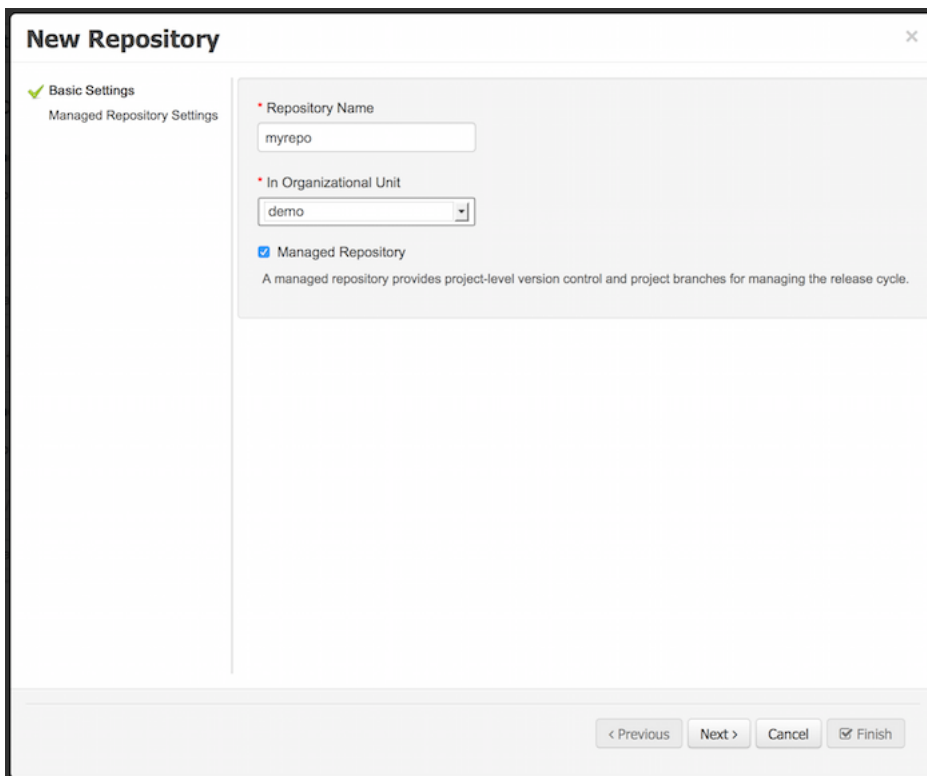 New Repository
×
Basic Settings
Managed Repository Settings
* Repository Name
myrepo
* In Organizational Unit
demo
Managed Repository
A managed repository provides project-level version control and project branches for managing the release cycle.
< Previous Next > Cancel Finish